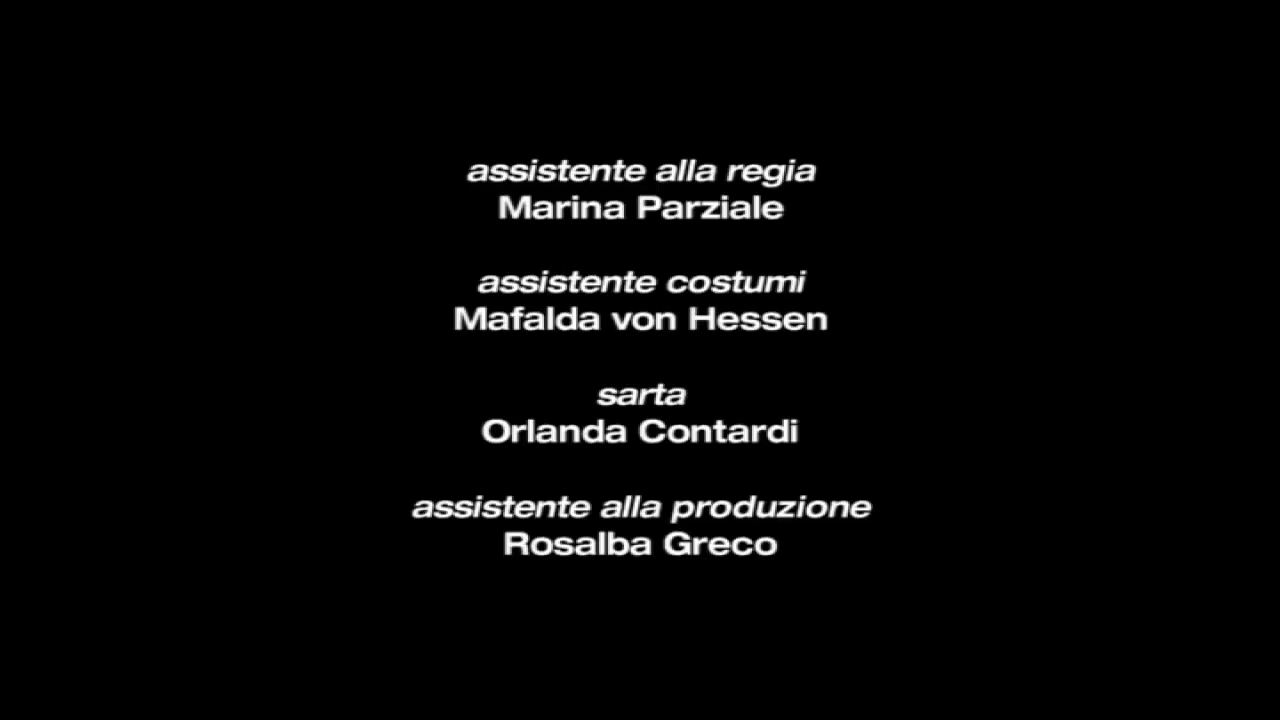 assistente alla regia
Marina Parziale
assistente costumi
Mafalda von Hessen
sarta
Orlanda Contardi
assistente alla produzione
Rosalba Greco